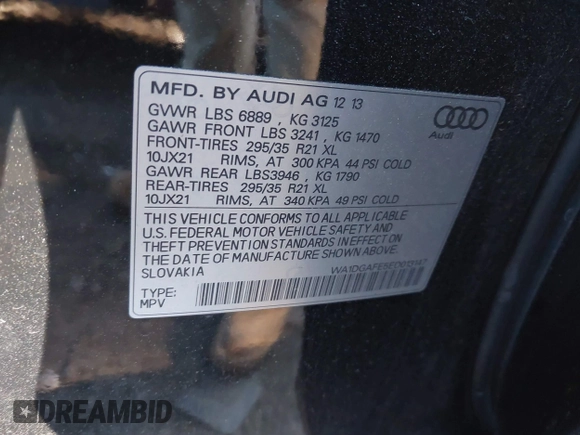 MFD. BY AUDI AG 12 13
GVWR LBS 6889 , KG 3125
GAWR FRONT LBS 3241 , KG 1470
FRONT-TIRES 295/35 R21 XL
10JX21 RIMS, AT 300 KPA 44 PSI COLD
GAWR REAR LBS3946 , KG 1790
REAR-TIRES 295/35 R21 XL
10JX21 RIMS, AT 340 KPA 49 PSI COLD
THIS VEHICLE CONFORMS TO ALL APPLICABLE
U.S. FEDERAL MOTOR VEHICLE SAFETY AND
THEFT PREVENTION STANDARDS IN EFFECT ON
THE DATE OF MANUFACTURE SHOWN ABOVE.
SLOVAKIA
TYPE:
MPV
Audi
DREAMBID